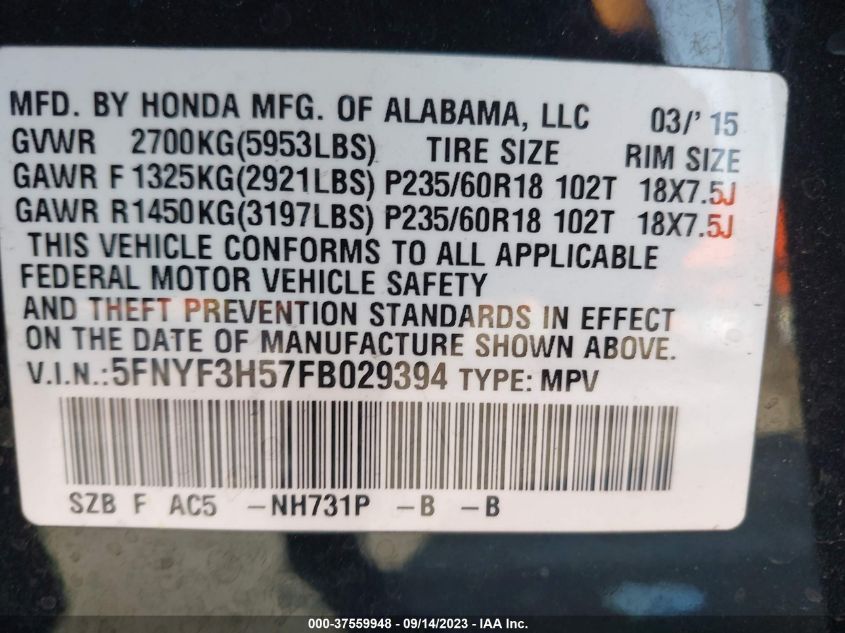 MFD. BY HONDA MFG. OF ALABAMA, LLC 03/' 15
GVWR 2700KG(5953LBS) TIRE SIZE RIM SIZE
GAWR F 1325KG(2921LBS) P235/60R18 102T 18X7.5J
GAWR R1450KG(3197LBS) P235/60R18 102T 18X7.5J
THIS VEHICLE CONFORMS TO ALL APPLICABLE
FEDERAL MOTOR VEHICLE SAFETY
AND THEFT PREVENTION STANDARDS IN EFFECT
ON THE DATE OF MANUFACTURE SHOWN ABOVE.
V.I.N.:5FNYF3H57FB029394 TYPE: MPV
SZB F AC5 -NH731P -B -B
000-37559948 - 09/14/2023 - IAA Inc.